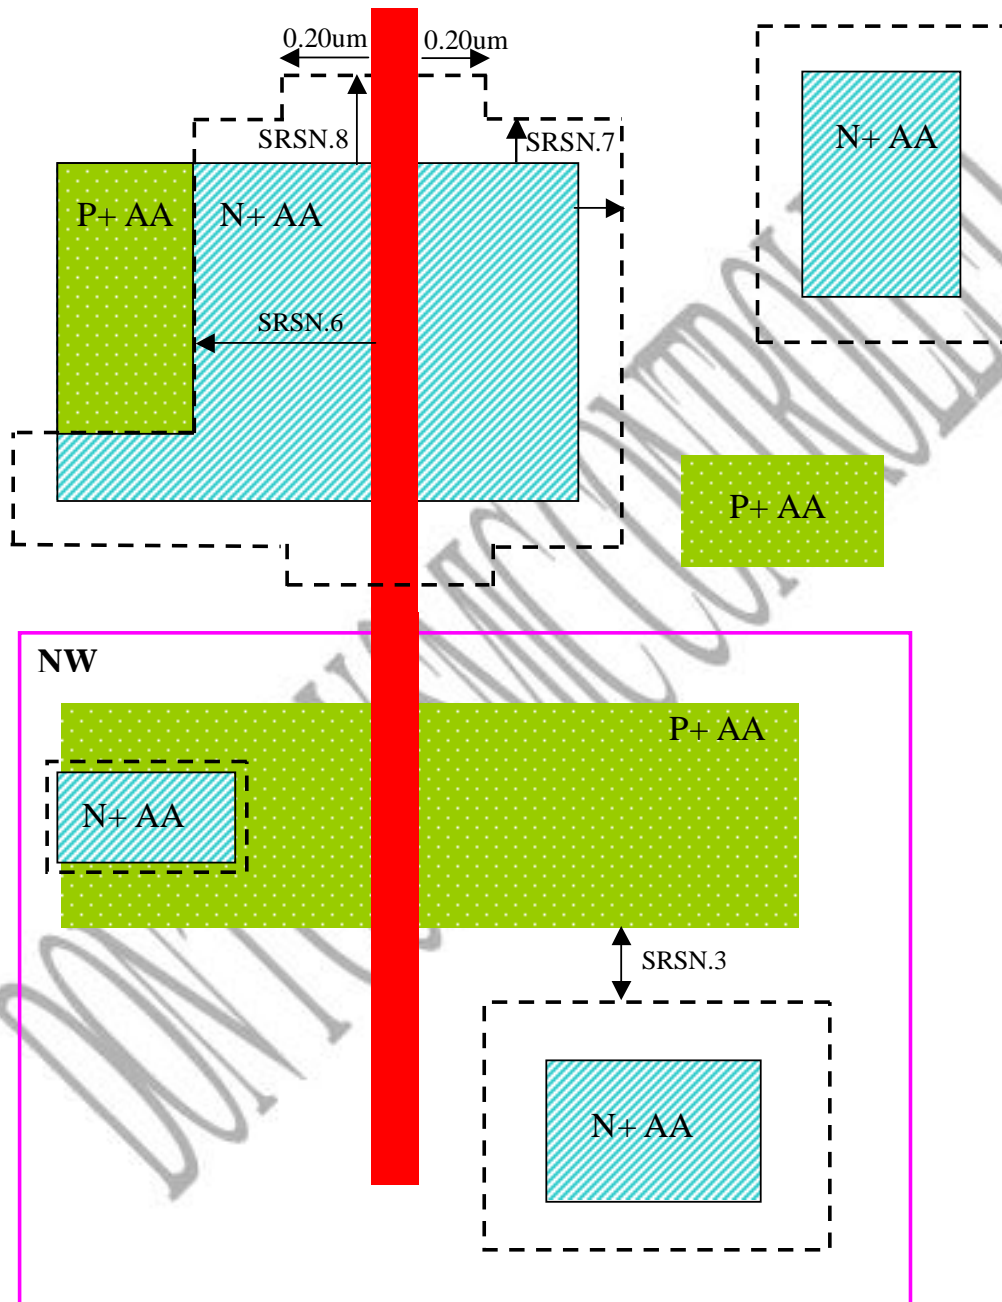 0.20um
0.20um
SRSN.8
SRSN.7
N+ AA
P+ AA
N+ AA
SRSN.6
P+ AA
NW
P+ AA
N+ AA
SRSN.3
N+ AA